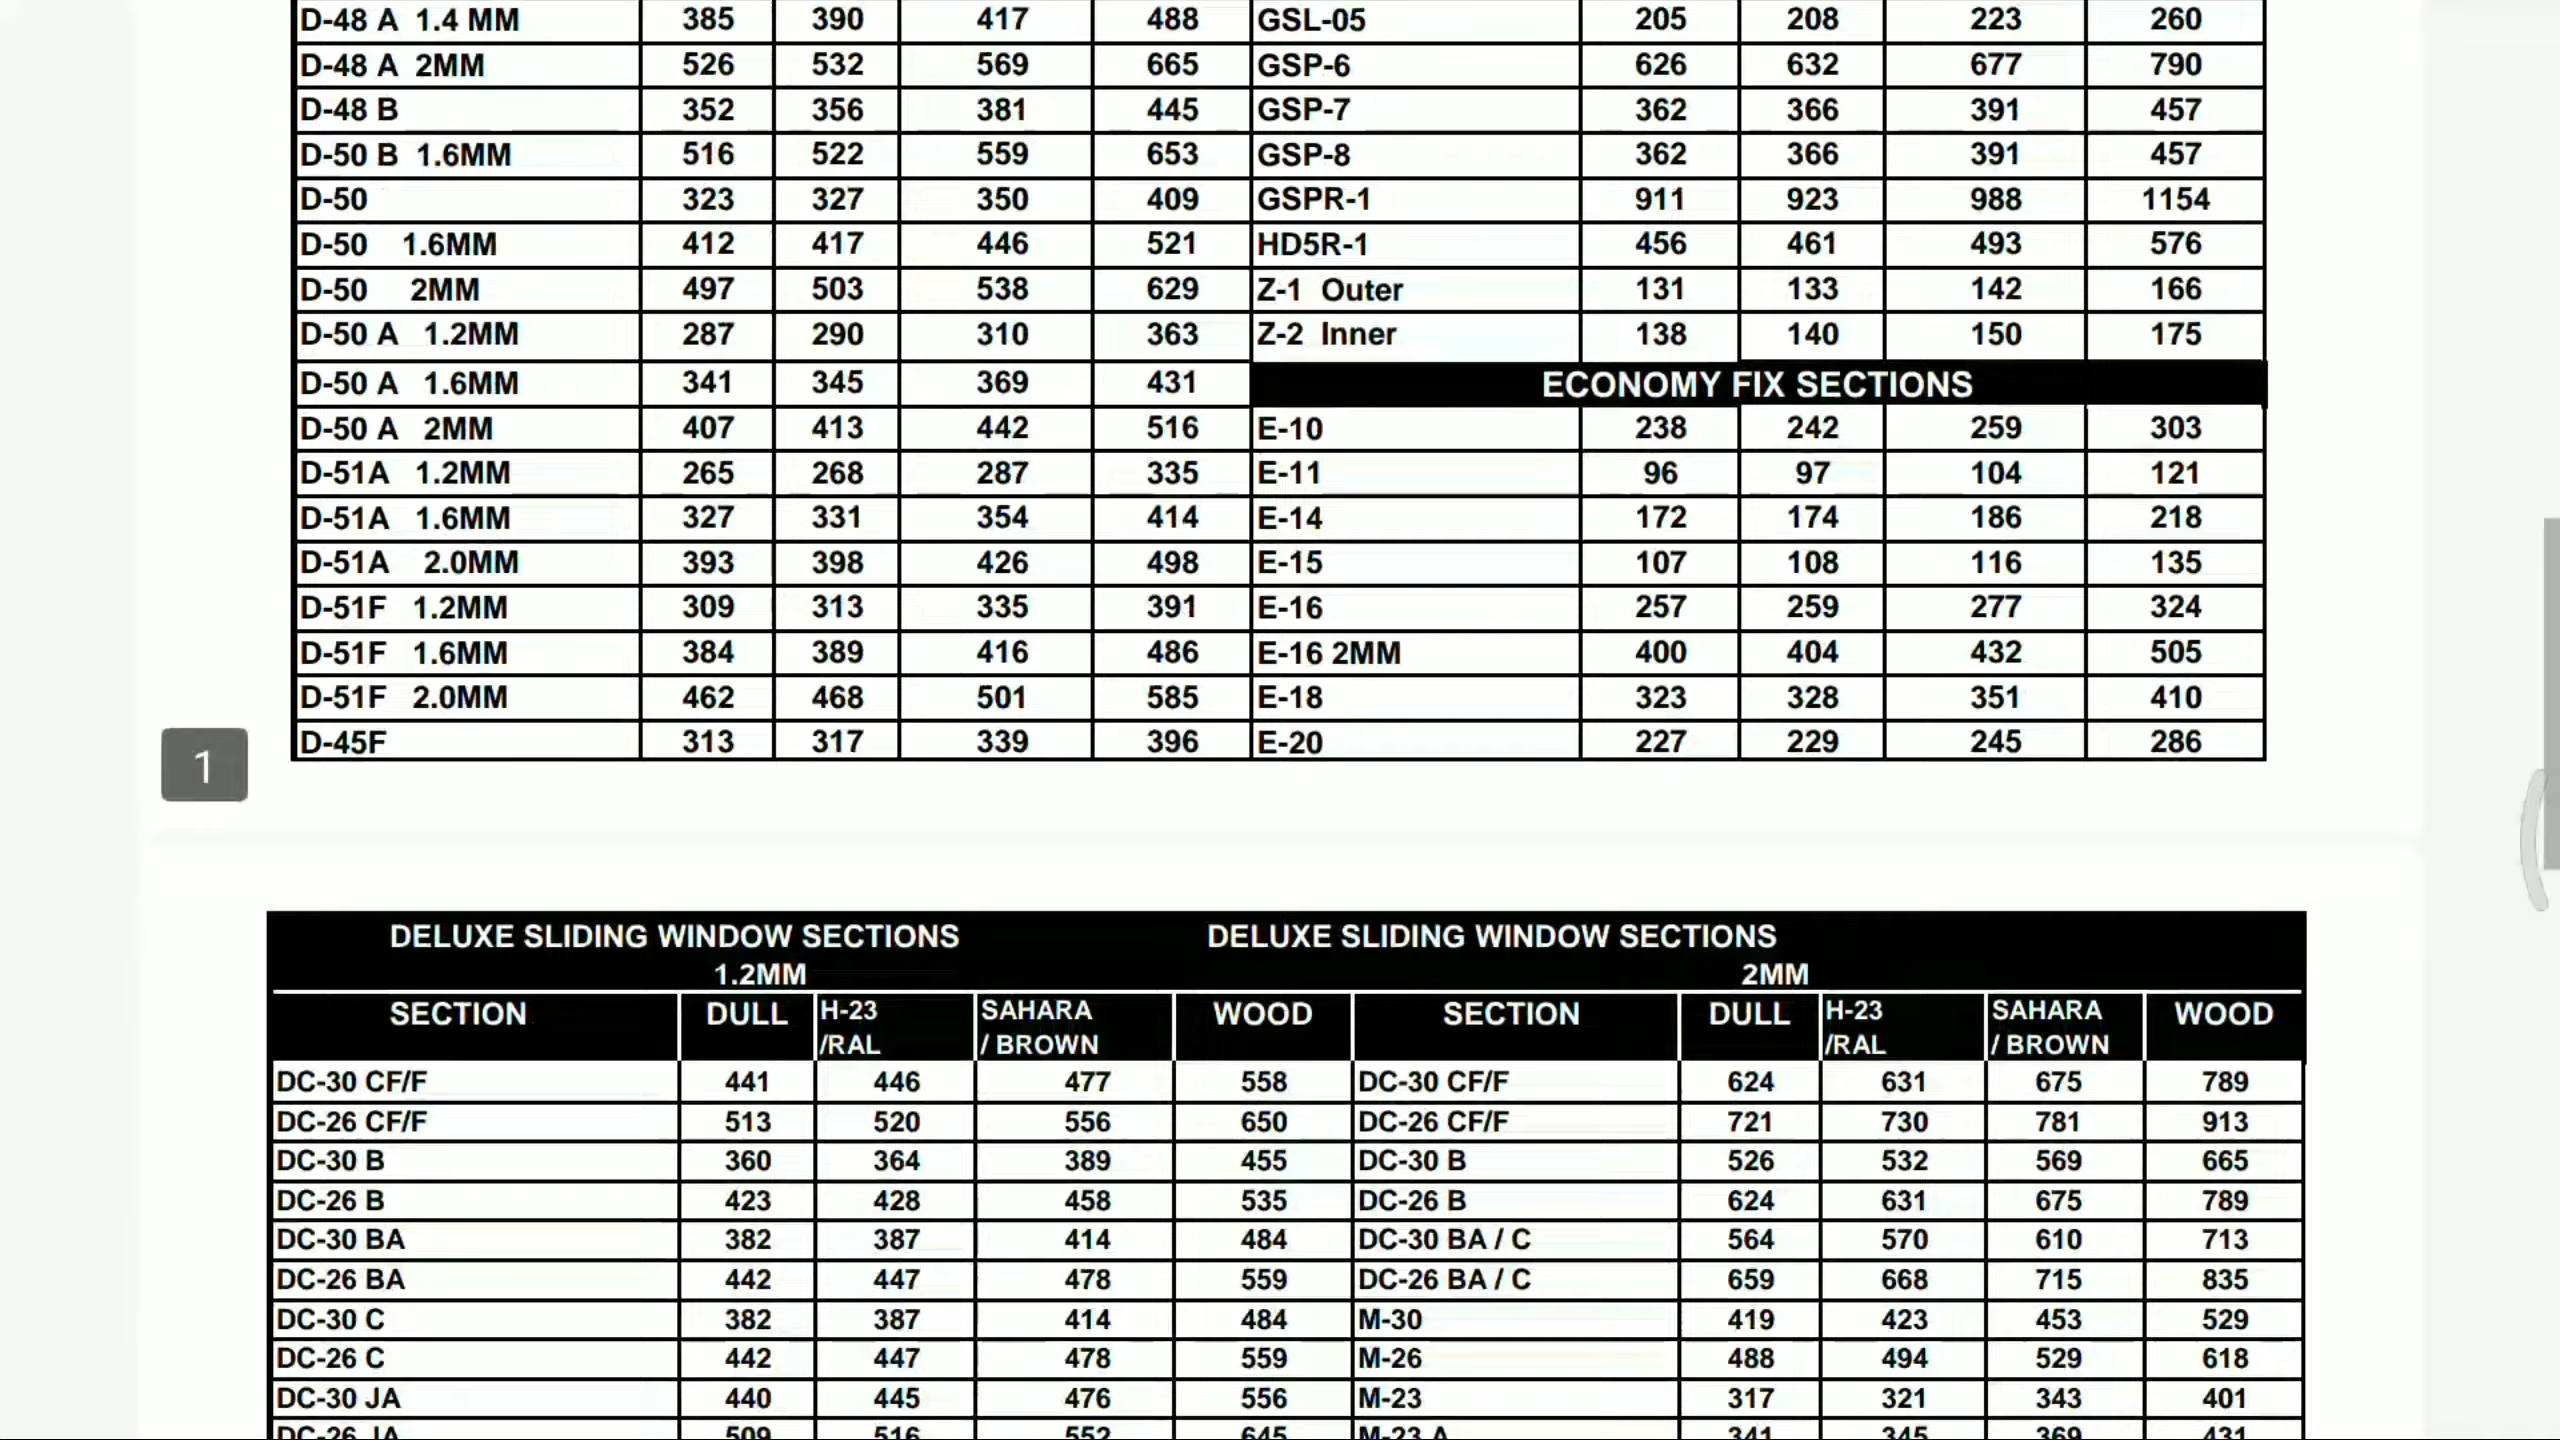 D-48 A 1.4 MM 385 390 417 488 GSL-05 205 208 223 260
D-48 A 2MM 526 532 569 665 GSP-6 626 632 677 790
D-48 B 352 356 381 445 GSP-7 362 366 391 457
D-50 B 1.6MM 516 522 559 653 GSP-8 362 366 391 457
D-50 323 327 350 409 GSPR-1 911 923 988 1154
D-50 1.6MM 412 417 446 521 HD5R-1 456 461 493 576
D-50 2MM 497 503 538 629 Z-1 Outer 131 133 142 166
D-50 A 1.2MM 287 290 310 363 Z-2 Inner 138 140 150 175
D-50 A 1.6MM 341 345 369 431 ECONOMY FIX SECTIONS
D-50 A 2MM 407 413 442 516 E-10 238 242 259 303
D-51A 1.2MM 265 268 287 335 E-11 96 97 104 121
D-51A 1.6MM 327 331 354 414 E-14 172 174 186 218
D-51A 2.0MM 393 398 426 498 E-15 107 108 116 135
D-51F 1.2MM 309 313 335 391 E-16 257 259 277 324
D-51F 1.6MM 384 389 416 486 E-16 2MM 400 404 432 505
D-51F 2.0MM 462 468 501 585 E-18 323 328 351 410
D-45F 313 317 339 396 E-20 227 229 245 286
1
DELUXE SLIDING WINDOW SECTIONS DELUXE SLIDING WINDOW SECTIONS
1.2MM 2MM
SECTION DULL H-23 SAHARA WOOD SECTION DULL H-23 SAHARA WOOD
/RAL / BROWN /RAL / BROWN
DC-30 CF/F 441 446 477 558 DC-30 CF/F 624 631 675 789
DC-26 CF/F 513 520 556 650 DC-26 CF/F 721 730 781 913
DC-30 B 360 364 389 455 DC-30 B 526 532 569 665
DC-26 B 423 428 458 535 DC-26 B 624 631 675 789
DC-30 BA 382 387 414 484 DC-30 BA / C 564 570 610 713
DC-26 BA 442 447 478 559 DC-26 BA / C 659 668 715 835
DC-30 C 382 387 414 484 M-30 419 423 453 529
DC-26 C 442 447 478 559 M-26 488 494 529 618
DC-30 JA 440 445 476 556 M-23 317 321 343 401
DC-26 JA 509 516 552 645 M-23 A 341 345 369 431